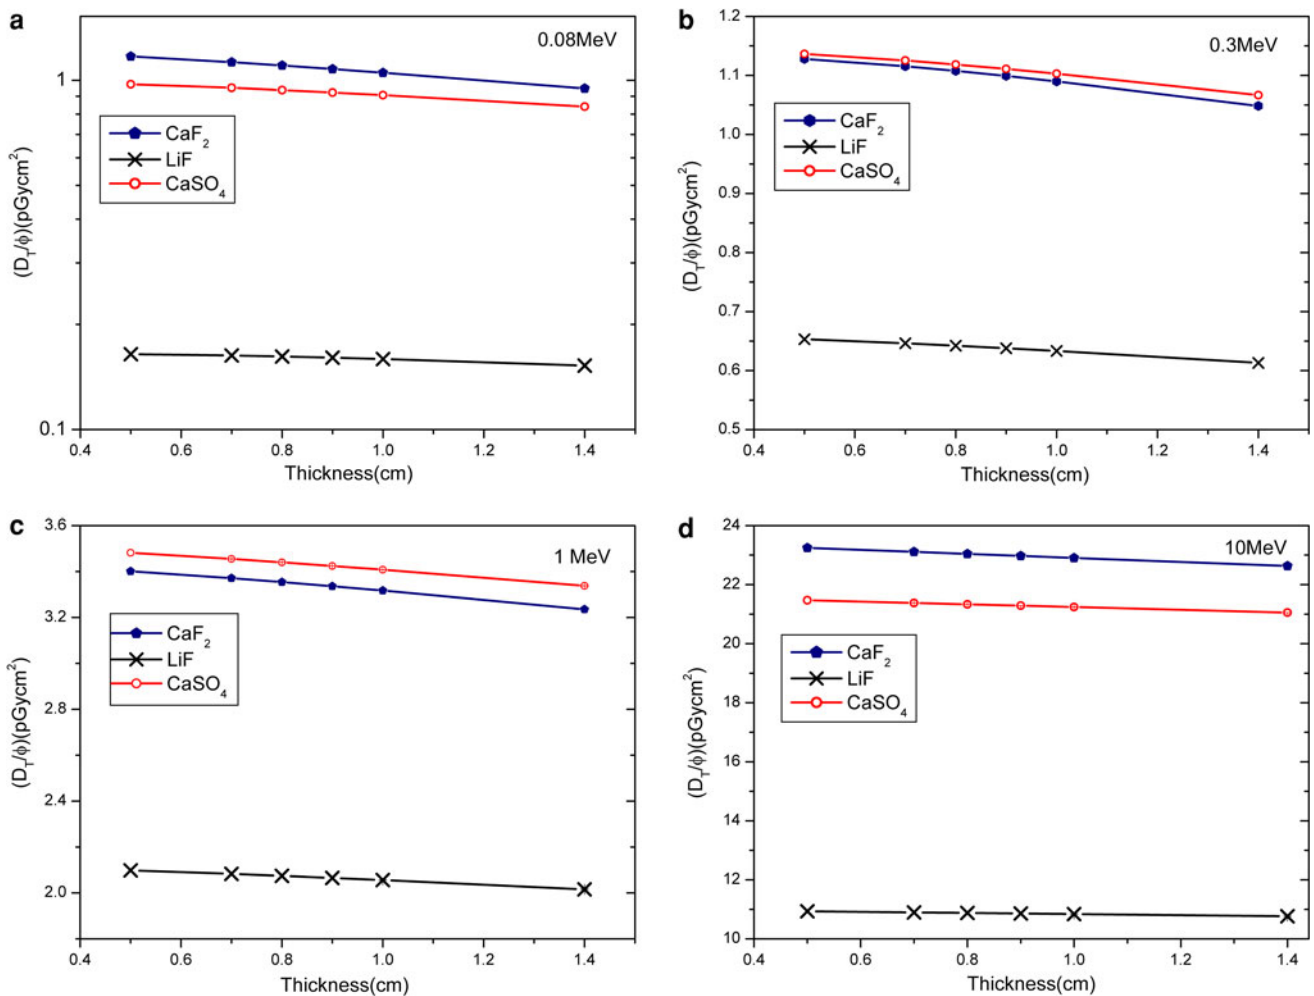 a
0.08MeV
1
0.1
(D_T/ϕ)(pGycm²)
CaF₂
LiF
CaSO₄
0.4 0.6 0.8 1.0 1.2 1.4
Thickness(cm)
b
0.3MeV
1.2
1.1
1.0
0.9
0.8
0.7
0.6
0.5
(D_T/ϕ)(pGycm²)
CaF₂
LiF
CaSO₄
0.4 0.6 0.8 1.0 1.2 1.4
Thickness(cm)
c
1 MeV
3.6
3.2
2.8
2.4
2.0
(D_T/ϕ)(pGycm²)
CaF₂
LiF
CaSO₄
0.4 0.6 0.8 1.0 1.2 1.4
Thickness(cm)
d
10MeV
24
22
20
18
16
14
12
10
(D_T/ϕ)(pGycm²)
CaF₂
LiF
CaSO₄
0.4 0.6 0.8 1.0 1.2 1.4
Thickness(cm)